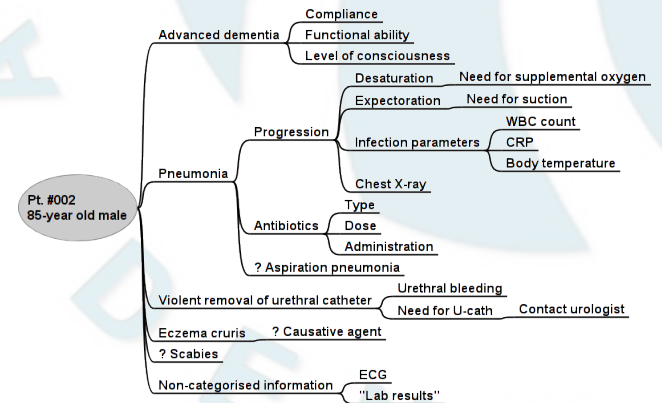 Pt. #002
85-year old male
Advanced dementia
Compliance
Functional ability
Level of consciousness
Pneumonia
Progression
Desaturation
Need for supplemental oxygen
Expectoration
Need for suction
Infection parameters
WBC count
CRP
Body temperature
Chest X-ray
Antibiotics
Type
Dose
Administration
? Aspiration pneumonia
Violent removal of urethral catheter
Urethral bleeding
Need for U-cath
Contact urologist
Eczema cruris
? Causative agent
? Scabies
Non-categorised information
ECG
"Lab results"